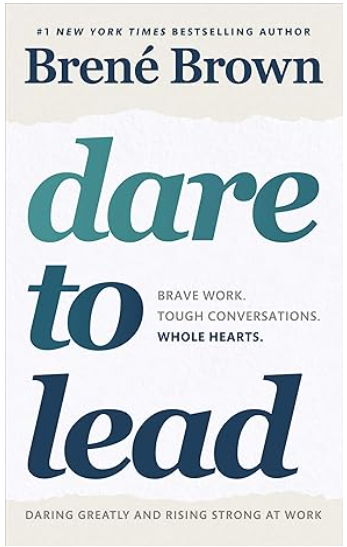 #1 NEW YORK TIMES BESTSELLING AUTHOR
Brené Brown
dare
to
BRAVE WORK.
TOUGH CONVERSATIONS.
WHOLE HEARTS.
lead
DARING GREATLY AND RISING STRONG AT WORK